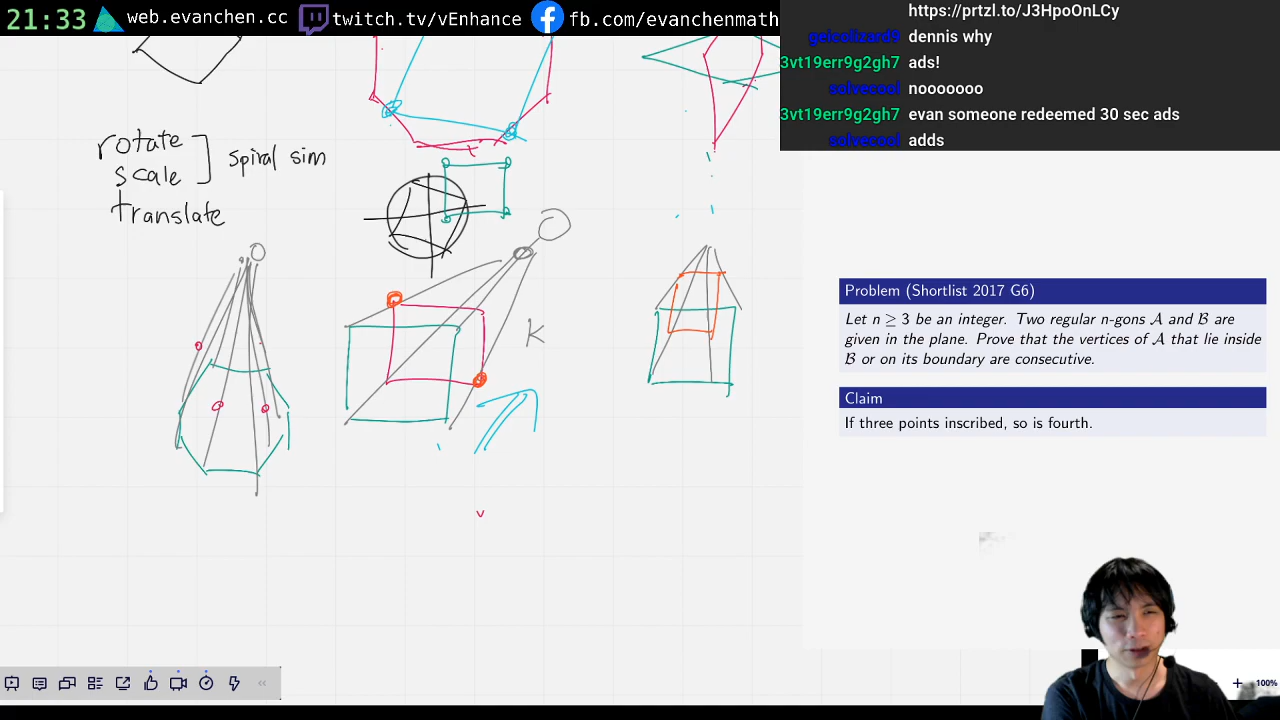 21:33 web.evanchen.cc twitch.tv/vEnhance fb.com/evanchenmath
https://prtzl.to/J3HpoOnLCy
geicolizard9 dennis why
3vt19err9g2gh7 ads!
solvecool nooooooo
3vt19err9g2gh7 evan someone redeemed 30 sec ads
solvecool adds
rotate
scale
spiral sim
translate
K
Problem (Shortlist 2017 G6)
Let n ≥ 3 be an integer. Two regular n-gons 𝒜 and ℬ are
given in the plane. Prove that the vertices of 𝒜 that lie inside
ℬ or on its boundary are consecutive.
Claim
If three points inscribed, so is fourth.
100%